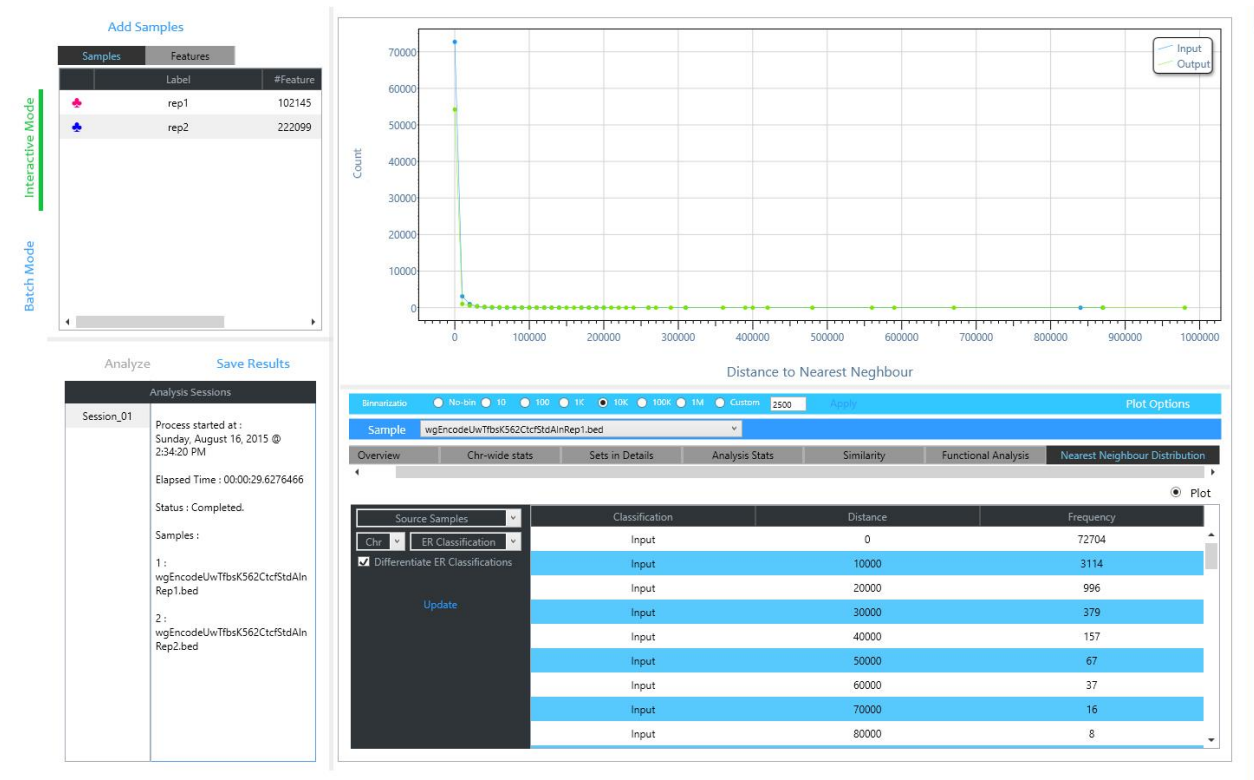 Add Samples
Samples Features
Label #Feature
rep1 102145
rep2 222099
Interactive Mode
Batch Mode
Analyze Save Results
Analysis Sessions
Session_01
Process started at :
Sunday, August 16, 2015 @
2:34:20 PM
Elapsed Time : 00:00:29.6276466
Status : Completed.
Samples :
1 :
wgEncodeUwTfbsK562CtcfStdAln
Rep1.bed
2 :
wgEncodeUwTfbsK562CtcfStdAln
Rep2.bed
Input
Output
70000
60000
50000
40000
30000
20000
10000
0
Count
0 100000 200000 300000 400000 500000 600000 700000 800000 900000 1000000
Distance to Nearest Neghbour
Binnarizatio No-bin 10 100 1K 10K 100K 1M Custom 2500 Apply Plot Options
Sample wgEncodeUwTfbsK562CtcfStdAlnRep1.bed
Overview Chr-wide stats Sets in Details Analysis Stats Similarity Functional Analysis Nearest Neighbour Distribution
Plot
Source Samples
Chr ER Classification
Differentiate ER Classifications
Update
Classification Distance Frequency
Input 0 72704
Input 10000 3114
Input 20000 996
Input 30000 379
Input 40000 157
Input 50000 67
Input 60000 37
Input 70000 16
Input 80000 8